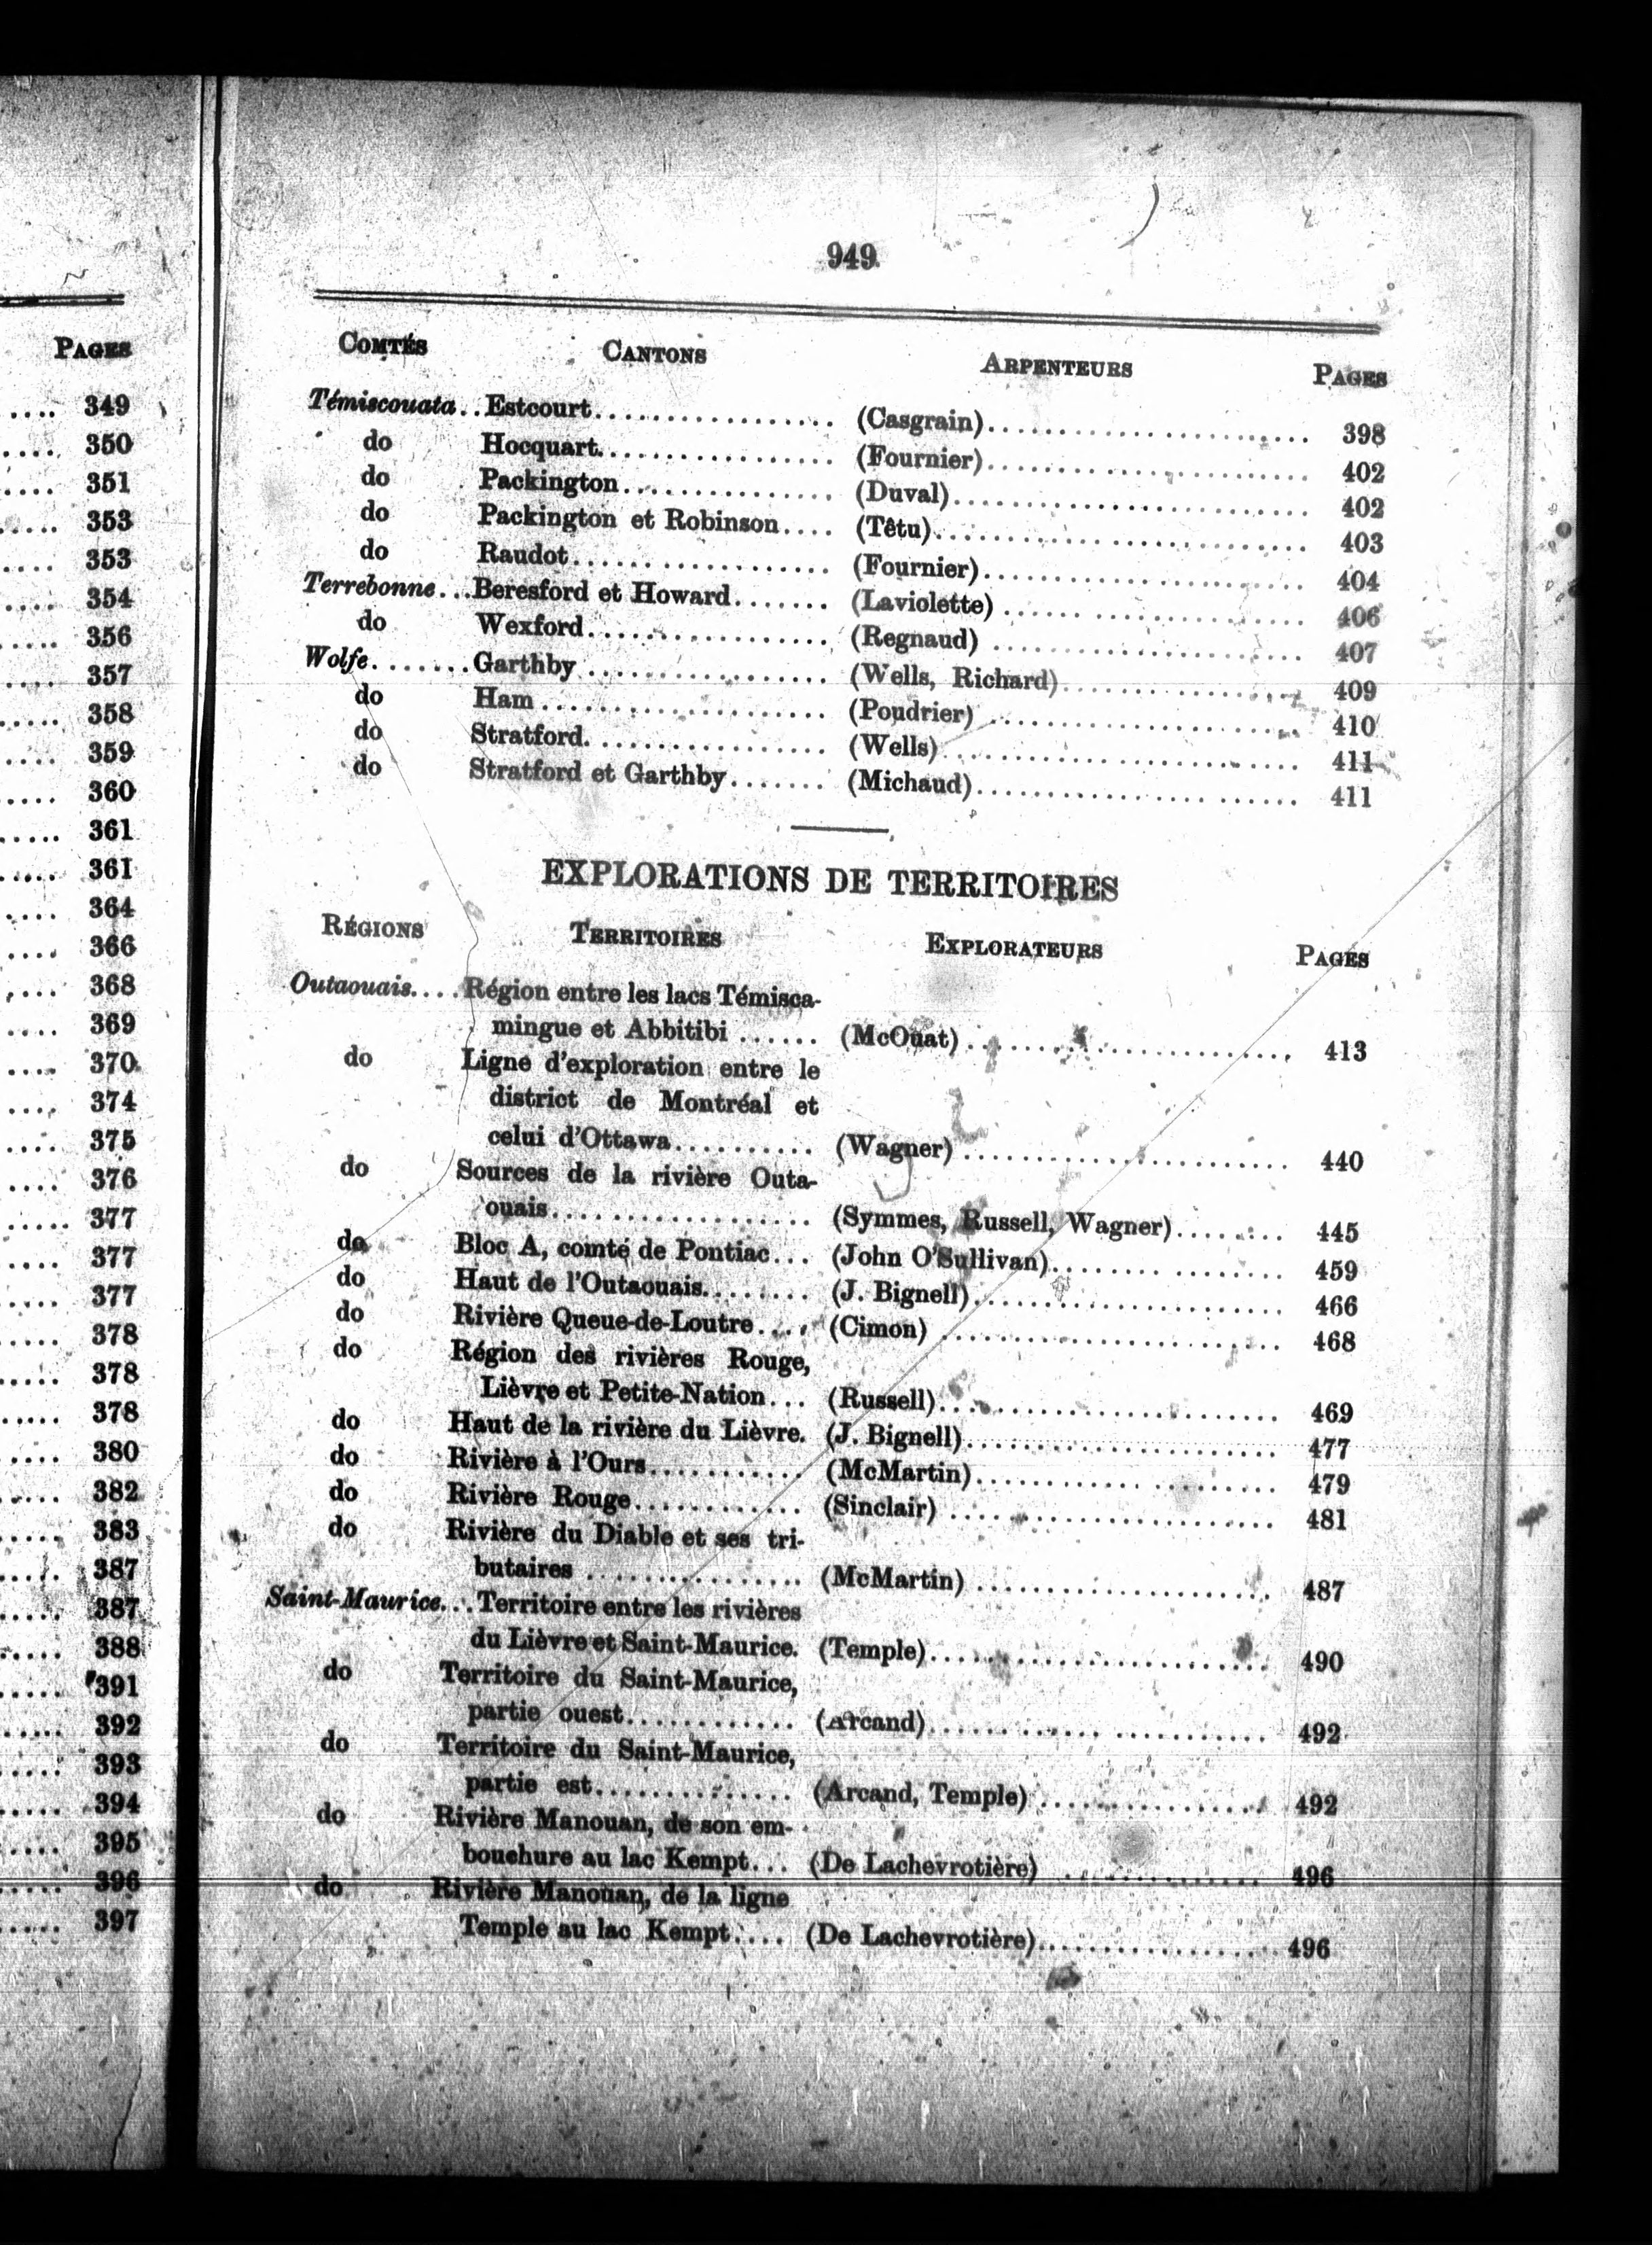 PAGES
.... 349
.... 350
.... 351
..... 353
.... 353
.... 354
..... 356
.... 357
..... 358
.... 359
..... 360
..... 361
..... 361
.... 364
.... 366
.... 368
.... 369
.... 370
.... 374
.... 375
.... 376
..... 377
.... 377
.... 377
.... 378
..... 378
..... 378
.... 380
..... 382
..... 383
..... 387
..... 387
..... 388
..... 391
..... 392
..... 393
..... 394
..... 395
..... 396
..... 397
949
COMTÉS CANTONS ARPENTEURS PAGES
Témiscouata.. Estcourt................. (Casgrain)........................ 398
do Hocquart................. (Fournier)........................ 402
do Packington............... (Duval)........................ 402
do Packington et Robinson.... (Têtu)........................ 403
do Raudot................... (Fournier)........................ 404
Terrebonne...Beresford et Howard....... (Laviolette)........................ 406
do Wexford.................. (Regnaud)........................ 407
Wolfe.......Garthby.................. (Wells, Richard)................... 409
do Ham..................... (Poudrier)........................ 410
do Stratford.................. (Wells)........................ 411
do Stratford et Garthby....... (Michaud)........................ 411
EXPLORATIONS DE TERRITOIRES
RÉGIONS TERRITOIRES EXPLORATEURS PAGES
Outaouais....Région entre les lacs Témisca-
mingue et Abbitibi ...... (McOuat)........................ 413
do Ligne d'exploration entre le
district de Montréal et
celui d'Ottawa.......... (Wagner)........................ 440
do Sources de la rivière Outa-
ouais.................. (Symmes, Russell, Wagner)........ 445
do Bloc A, comté de Pontiac... (John O'Sullivan)................. 459
do Haut de l'Outaouais........ (J. Bignell)....................... 466
do Rivière Queue-de-Loutre.... (Cimon)........................ 468
do Région des rivières Rouge,
Lièvre et Petite-Nation... (Russell)........................ 469
do Haut de la rivière du Lièvre. (J. Bignell)....................... 477
do Rivière à l'Ours............ (McMartin)....................... 479
do Rivière Rouge............. (Sinclair)........................ 481
do Rivière du Diable et ses tri-
butaires ................ (McMartin)....................... 487
Saint-Maurice...Territoire entre les rivières
du Lièvre et Saint-Maurice. (Temple)........................ 490
do Territoire du Saint-Maurice,
partie ouest............. (Arcand)........................ 492
do Territoire du Saint-Maurice,
partie est............... (Arcand, Temple)................. 492
do Rivière Manouan, de son em-
bouchure au lac Kempt... (De Lachevrotière)................ 496
do Rivière Manouan, de la ligne
Temple au lac Kempt.... (De Lachevrotière)................ 496